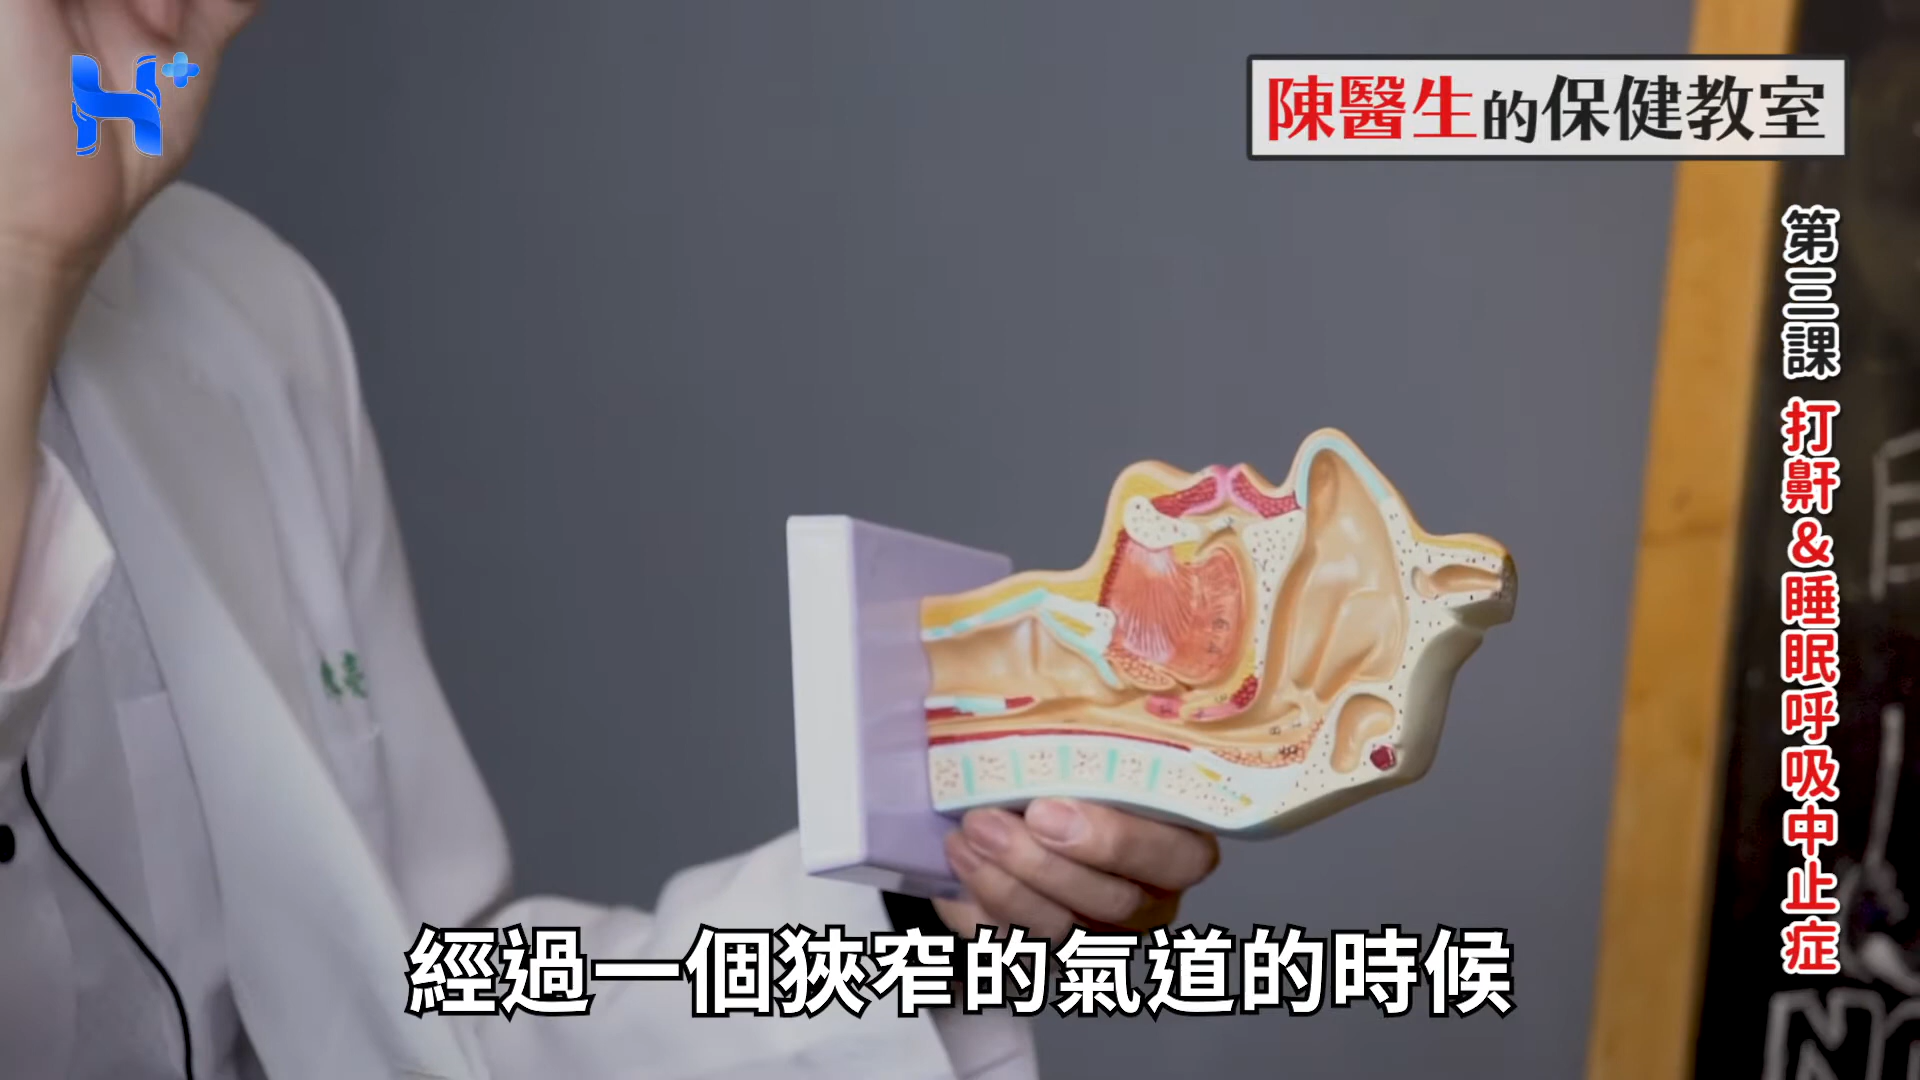 陳醫生的保健教室
第三課 打鼾&睡眠呼吸中止症
經過一個狹窄的氣道的時候